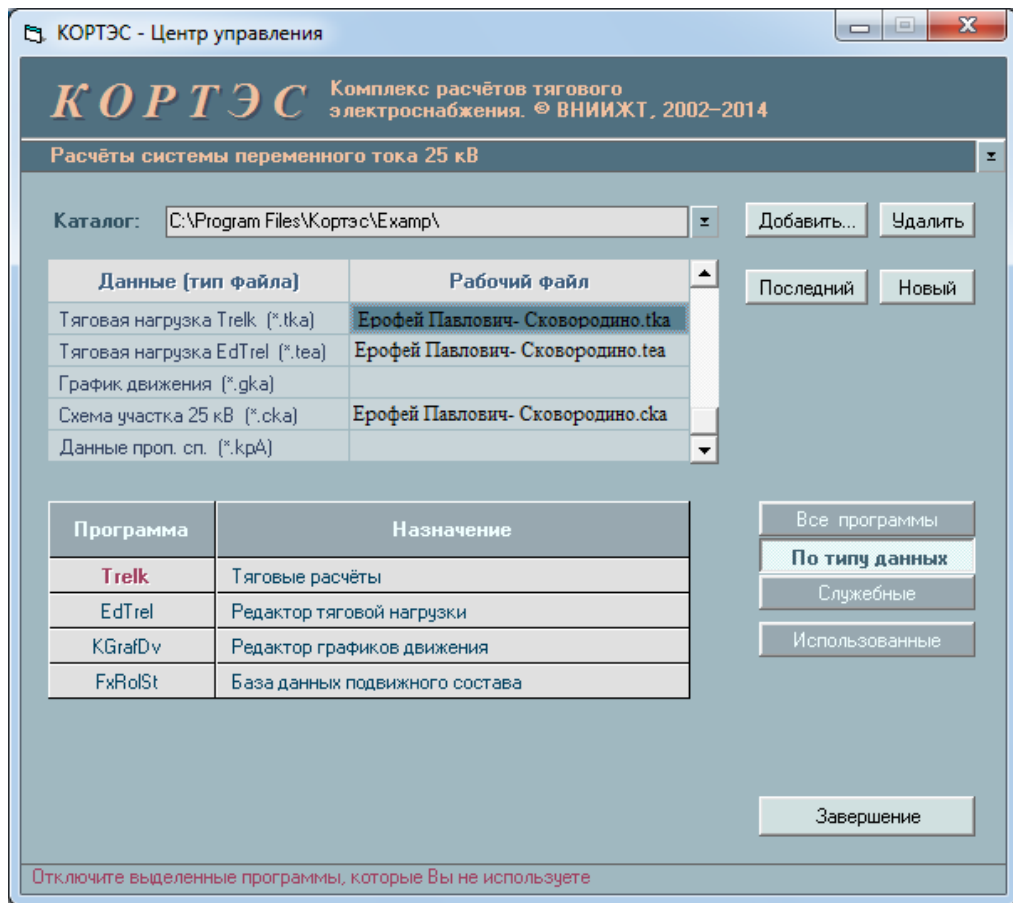 КОРТЭС - Центр управления
КОРТЭС
Комплекс расчётов тягового
электроснабжения. © ВНИИЖТ, 2002-2014
Расчёты системы переменного тока 25 кВ
Каталог: C:\Program Files\Кортэс\Examp\ Добавить... Удалить
Данные (тип файла) Рабочий файл Последний Новый
Тяговая нагрузка Trelk (*.tka) Ерофей Павлович- Сковородино.tka
Тяговая нагрузка EdTrel (*.tea) Ерофей Павлович- Сковородино.tea
График движения (*.gka)
Схема участка 25 кВ (*.cka) Ерофей Павлович- Сковородино.cka
Данные проп. сп. (*.kpA)
Программа Назначение
Trelk Тяговые расчёты
EdTrel Редактор тяговой нагрузки
KGrafDv Редактор графиков движения
FxRolSt База данных подвижного состава
Все программы
По типу данных
Служебные
Использованные
Завершение
Отключите выделенные программы, которые Вы не используете